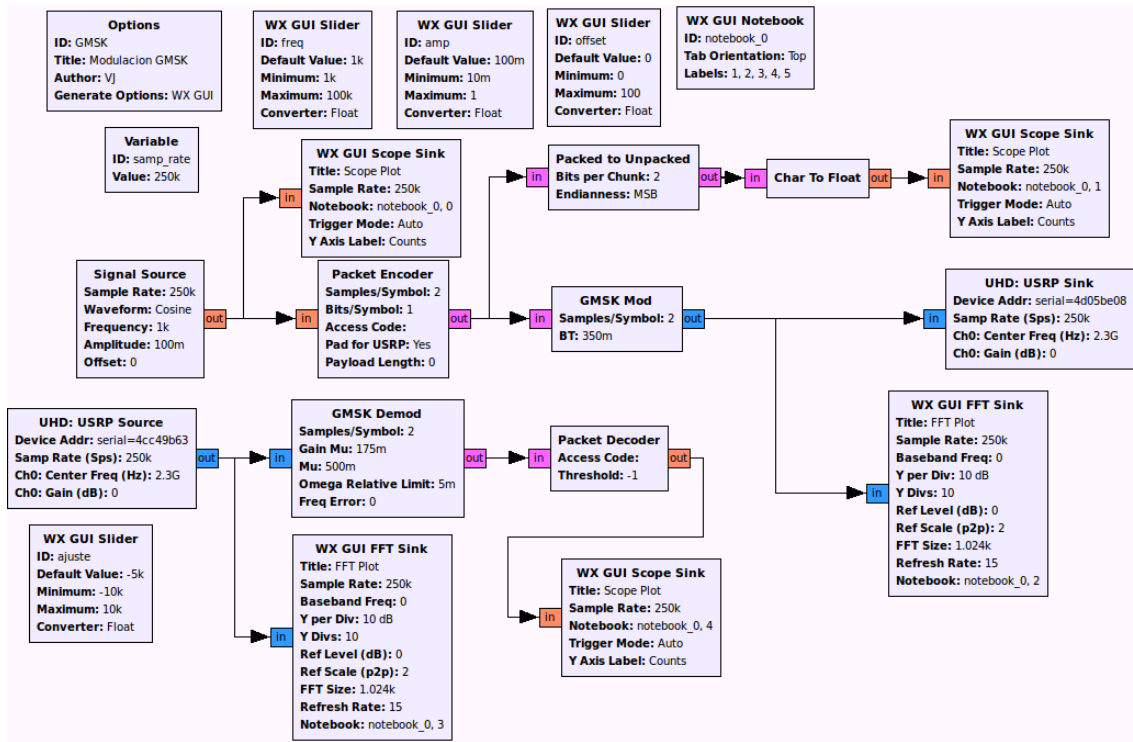 Options
ID: GMSK
Title: Modulacion GMSK
Author: VJ
Generate Options: WX GUI
WX GUI Slider
ID: freq
Default Value: 1k
Minimum: 1k
Maximum: 100k
Converter: Float
WX GUI Slider
ID: amp
Default Value: 100m
Minimum: 10m
Maximum: 1
Converter: Float
WX GUI Slider
ID: offset
Default Value: 0
Minimum: 0
Maximum: 100
Converter: Float
WX GUI Notebook
ID: notebook_0
Tab Orientation: Top
Labels: 1, 2, 3, 4, 5
Variable
ID: samp_rate
Value: 250k
in
WX GUI Scope Sink
Title: Scope Plot
Sample Rate: 250k
Notebook: notebook_0, 0
Trigger Mode: Auto
Y Axis Label: Counts
in
Packed to Unpacked
Bits per Chunk: 2
Endianness: MSB
out
in
Char To Float
out
in
WX GUI Scope Sink
Title: Scope Plot
Sample Rate: 250k
Notebook: notebook_0, 1
Trigger Mode: Auto
Y Axis Label: Counts
Signal Source
Sample Rate: 250k
Waveform: Cosine
Frequency: 1k
Amplitude: 100m
Offset: 0
out
in
Packet Encoder
Samples/Symbol: 2
Bits/Symbol: 1
Access Code:
Pad for USRP: Yes
Payload Length: 0
out
in
GMSK Mod
Samples/Symbol: 2
BT: 350m
out
in
UHD: USRP Sink
Device Addr: serial=4d05be08
Samp Rate (Sps): 250k
Ch0: Center Freq (Hz): 2.3G
Ch0: Gain (dB): 0
UHD: USRP Source
Device Addr: serial=4cc49b63
Samp Rate (Sps): 250k
Ch0: Center Freq (Hz): 2.3G
Ch0: Gain (dB): 0
out
in
GMSK Demod
Samples/Symbol: 2
Gain Mu: 175m
Mu: 500m
Omega Relative Limit: 5m
Freq Error: 0
out
in
Packet Decoder
Access Code:
Threshold: -1
out
in
WX GUI FFT Sink
Title: FFT Plot
Sample Rate: 250k
Baseband Freq: 0
Y per Div: 10 dB
Y Divs: 10
Ref Level (dB): 0
Ref Scale (p2p): 2
FFT Size: 1.024k
Refresh Rate: 15
Notebook: notebook_0, 2
WX GUI Slider
ID: ajuste
Default Value: -5k
Minimum: -10k
Maximum: 10k
Converter: Float
in
WX GUI FFT Sink
Title: FFT Plot
Sample Rate: 250k
Baseband Freq: 0
Y per Div: 10 dB
Y Divs: 10
Ref Level (dB): 0
Ref Scale (p2p): 2
FFT Size: 1.024k
Refresh Rate: 15
Notebook: notebook_0, 3
in
WX GUI Scope Sink
Title: Scope Plot
Sample Rate: 250k
Notebook: notebook_0, 4
Trigger Mode: Auto
Y Axis Label: Counts